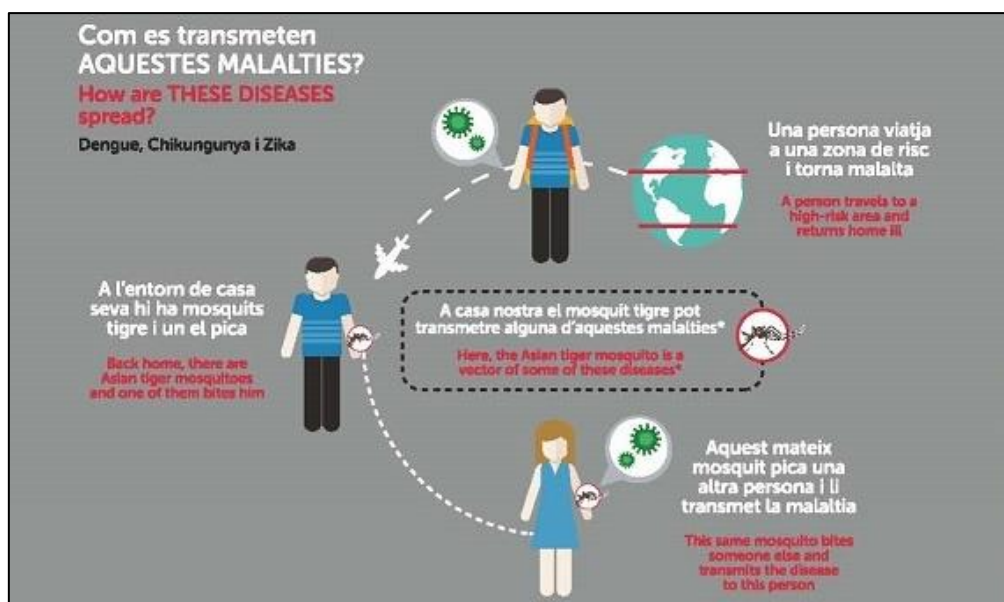 Com es transmeten
AQUESTES MALALTIES?
How are THESE DISEASES
spread?
Dengue, Chikungunya i Zika
Una persona viatja
a una zona de risc
i torna malalta
A person travels to a
high-risk area and
returns home ill
A l'entorn de casa
seva hi ha mosquits
tigre i un el pica
Back home, there are
Asian tiger mosquitoes
and one of them bites him
A casa nostra el mosquit tigre pot
transmetre alguna d'aquestes malalties*
Here, the Asian tiger mosquito is a
vector of some of these diseases*
Aquest mateix
mosquit pica una
altra persona i li
transmet la malaltia
This same mosquito bites
someone else and
transmits the disease
to this person